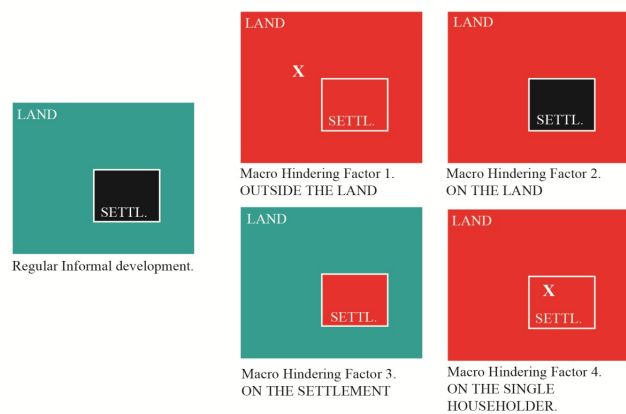 LAND
SETTL.
Regular Informal development.
LAND
X
SETTL.
Macro Hindering Factor 1.
OUTSIDE THE LAND
LAND
SETTL.
Macro Hindering Factor 2.
ON THE LAND
LAND
SETTL.
Macro Hindering Factor 3.
ON THE SETTLEMENT
LAND
X
SETTL.
Macro Hindering Factor 4.
ON THE SINGLE
HOUSEHOLDER.